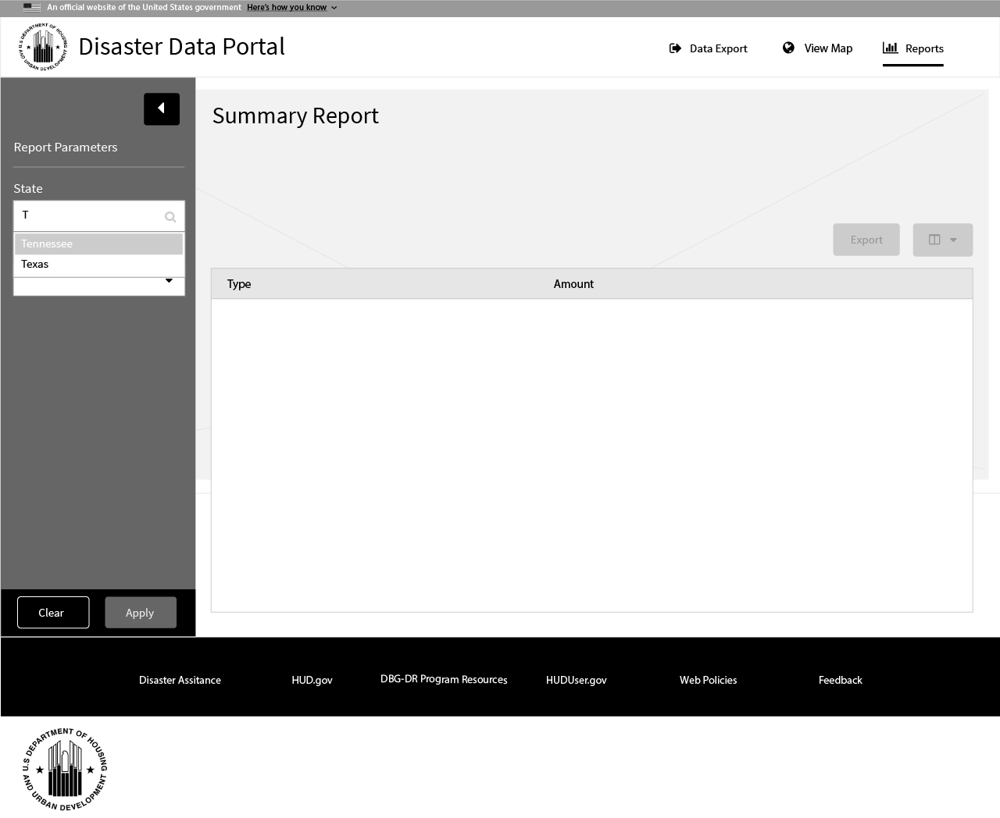 An official website of the United States government Here's how you know
U.S DEPARTMENT OF HOUSING AND URBAN DEVELOPMENT
Disaster Data Portal
Data Export
View Map
Reports
Summary Report
Report Parameters
State
T
Tennessee
Texas
Export
Type Amount
Clear
Apply
Disaster Assitance
HUD.gov
DBG-DR Program Resources
HUDUser.gov
Web Policies
Feedback
U.S DEPARTMENT OF HOUSING
AND URBAN DEVELOPMENT